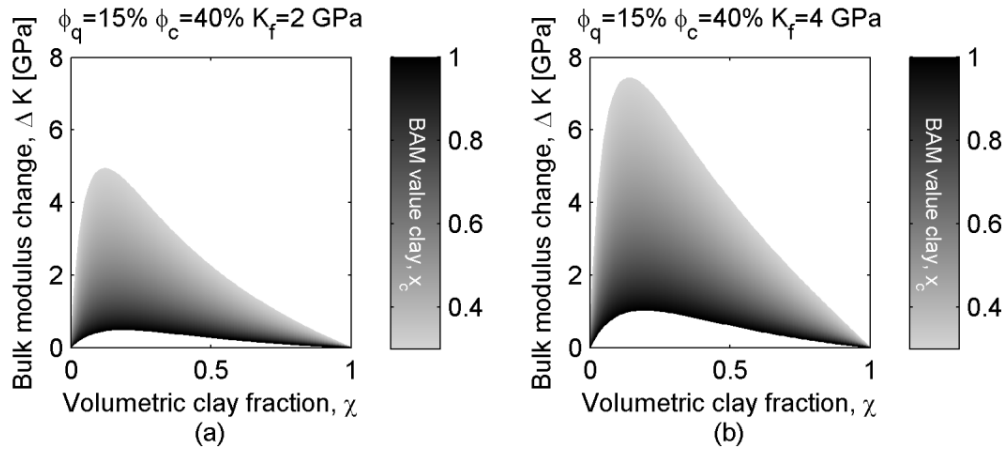 ϕq=15% ϕc=40% Kf=2 GPa
Bulk modulus change, Δ K [GPa]
8
6
4
2
0
0
0.5
1
Volumetric clay fraction, χ
(a)
1
0.8
0.6
0.4
BAM value clay, xc
ϕq=15% ϕc=40% Kf=4 GPa
Bulk modulus change, Δ K [GPa]
8
6
4
2
0
0
0.5
1
Volumetric clay fraction, χ
(b)
1
0.8
0.6
0.4
BAM value clay, xc